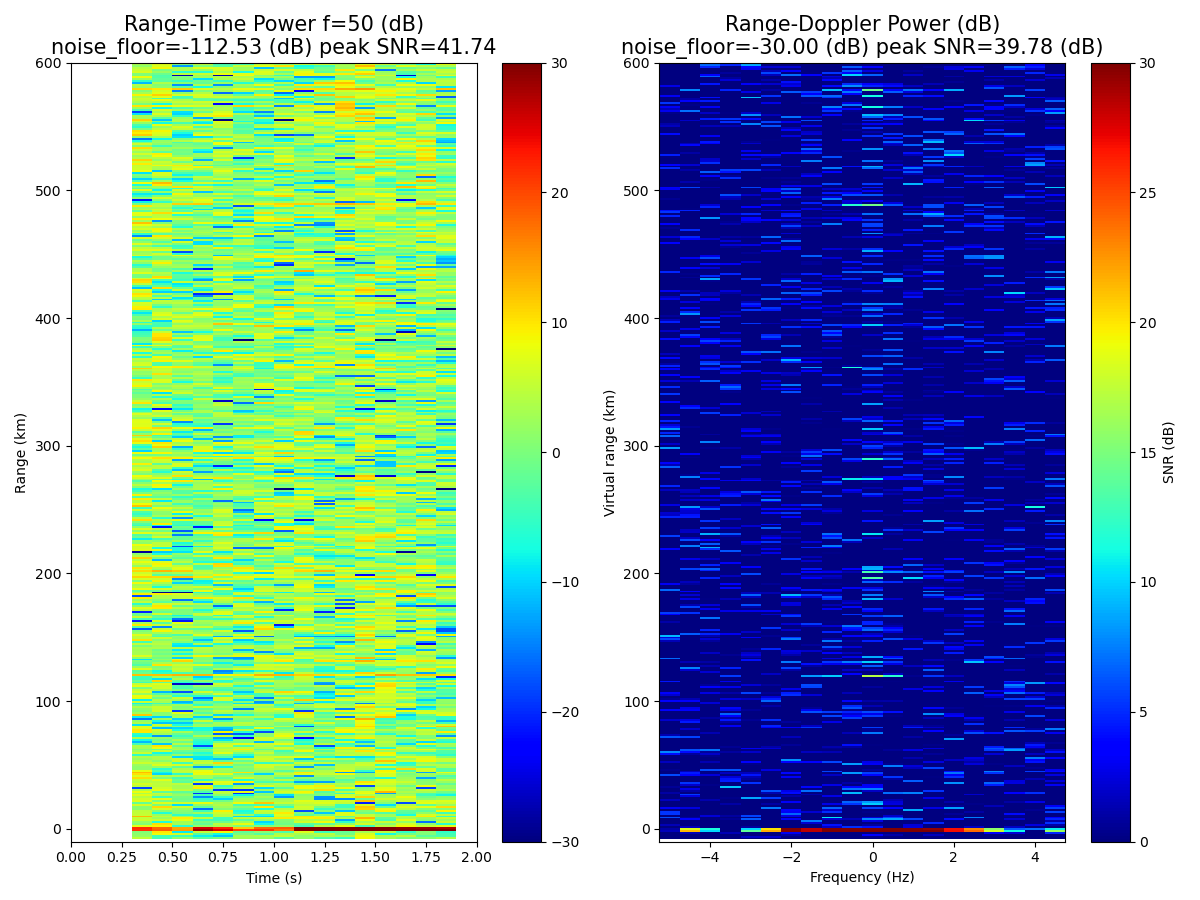 Range-Time Power f=50 (dB)
noise_floor=-112.53 (dB) peak SNR=41.74
Range-Doppler Power (dB)
noise_floor=-30.00 (dB) peak SNR=39.78 (dB)
600
500
400
300
200
100
0
Range (km)
0.00 0.25 0.50 0.75 1.00 1.25 1.50 1.75 2.00
Time (s)
30
20
10
0
−10
−20
−30
600
500
400
300
200
100
0
Virtual range (km)
−4 −2 0 2 4
Frequency (Hz)
30
25
20
15
10
5
0
SNR (dB)